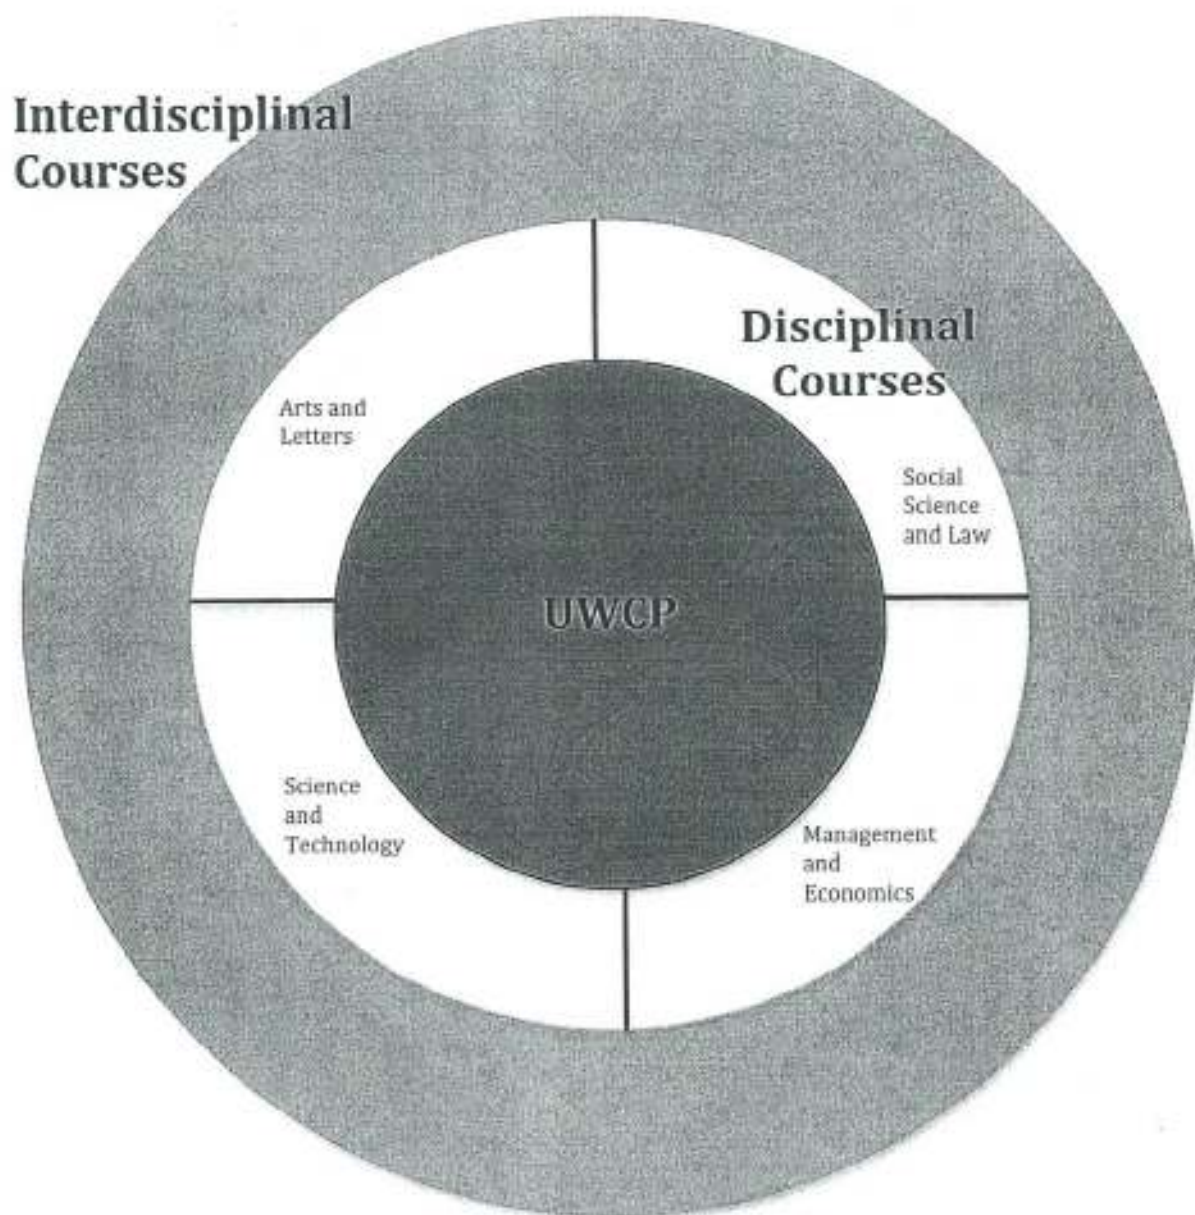 Interdisciplinal
Courses
Disciplinal
Courses
Arts and
Letters
Social
Science
and Law
UWCP
Science
and
Technology
Management
and
Economics